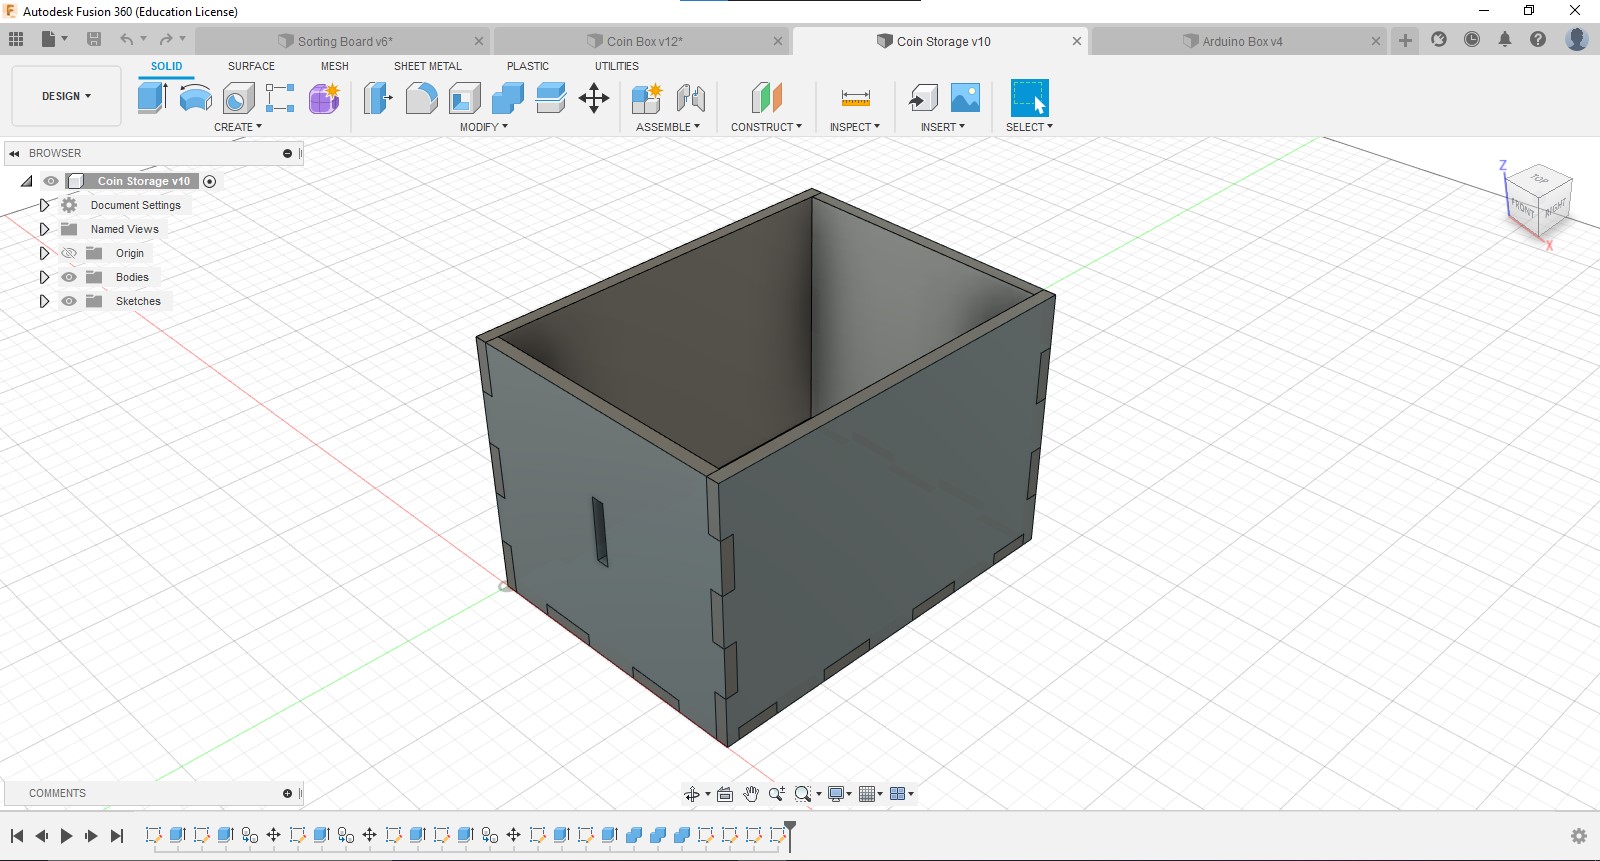 Autodesk Fusion 360 (Education License)
Sorting Board v6*
Coin Box v12*
Coin Storage v10
Arduino Box v4
SOLID SURFACE MESH SHEET METAL PLASTIC UTILITIES
DESIGN
CREATE MODIFY ASSEMBLE CONSTRUCT INSPECT INSERT SELECT
BROWSER
Coin Storage v10
Document Settings
Named Views
Origin
Bodies
Sketches
Z
TOP
FRONT
RIGHT
X
COMMENTS